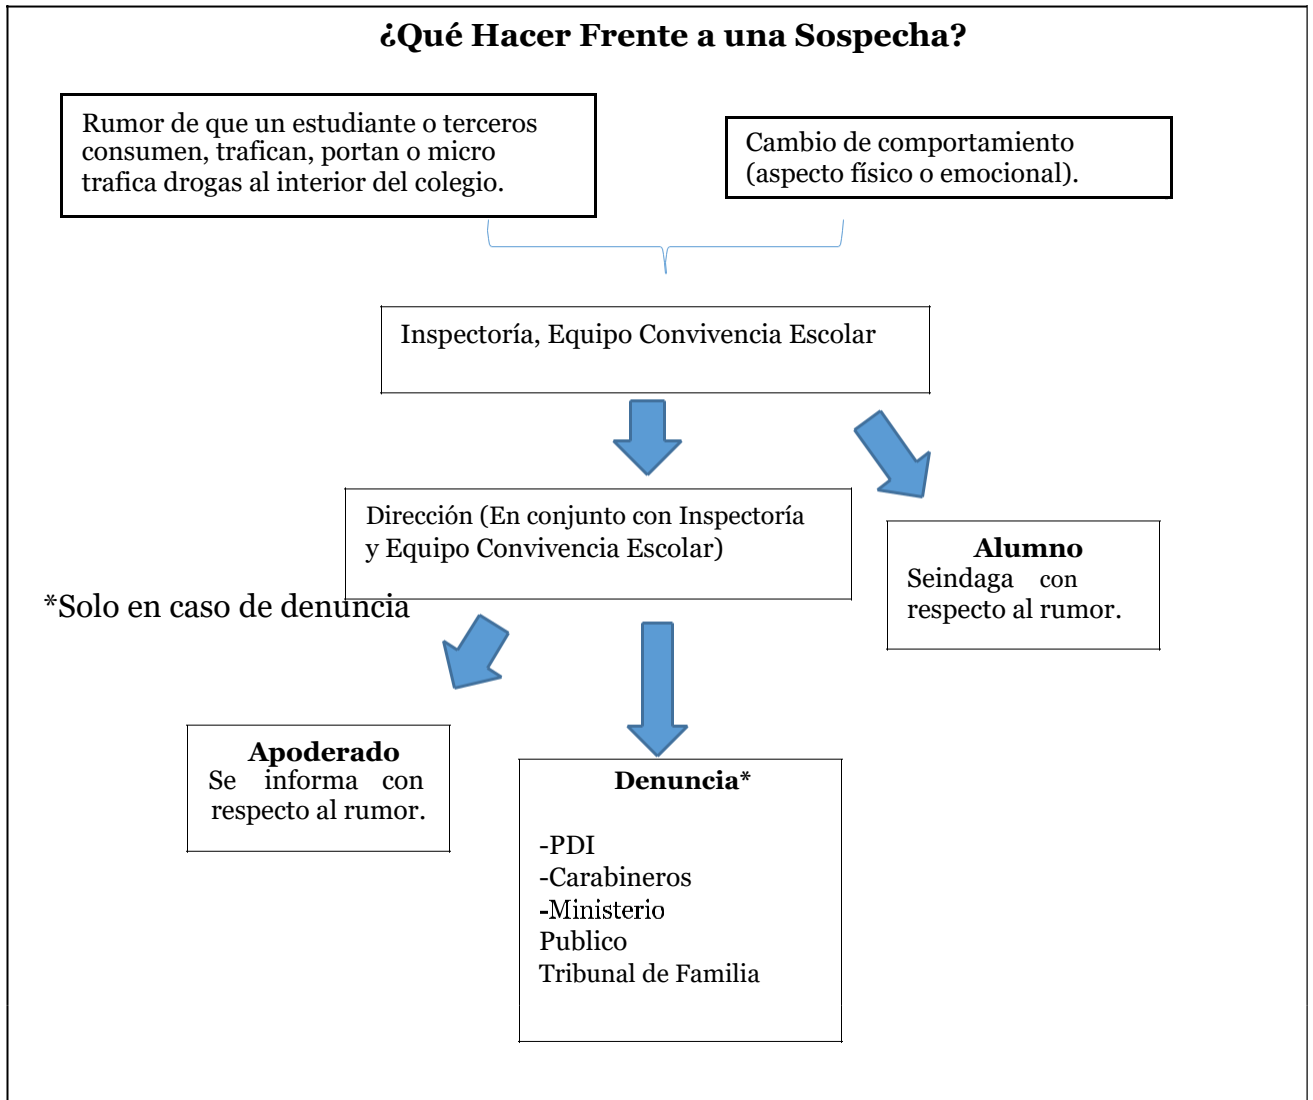 ¿Qué Hacer Frente a una Sospecha?
Rumor de que un estudiante o terceros
consumen, trafican, portan o micro
trafica drogas al interior del colegio.
Cambio de comportamiento
(aspecto físico o emocional).
Inspectoría, Equipo Convivencia Escolar
Dirección (En conjunto con Inspectoría
y Equipo Convivencia Escolar)
Alumno
Seindaga con
respecto al rumor.
*Solo en caso de denuncia
Apoderado
Se informa con
respecto al rumor.
Denuncia*
-PDI
-Carabineros
-Ministerio
Publico
Tribunal de Familia